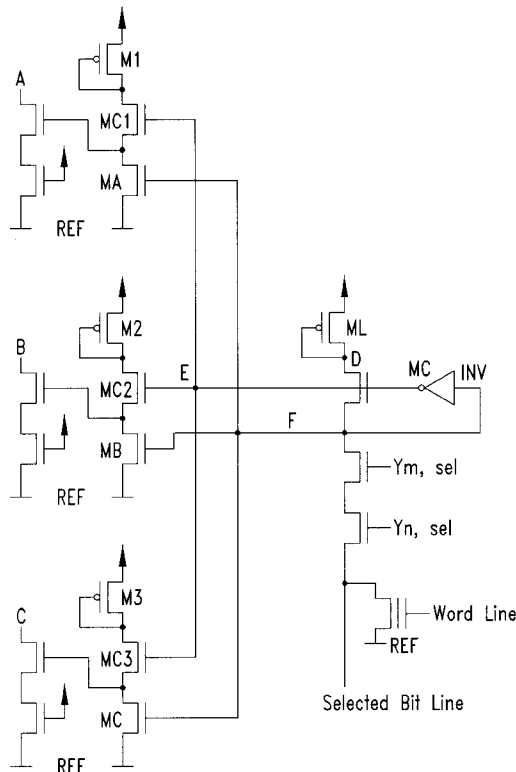 M1
A
MC1
MA
REF
M2
ML
B
D
MC
INV
MC2
E
F
MB
Ym, sel
REF
Yn, sel
M3
C
Word Line
REF
MC3
Selected Bit Line
MC
REF